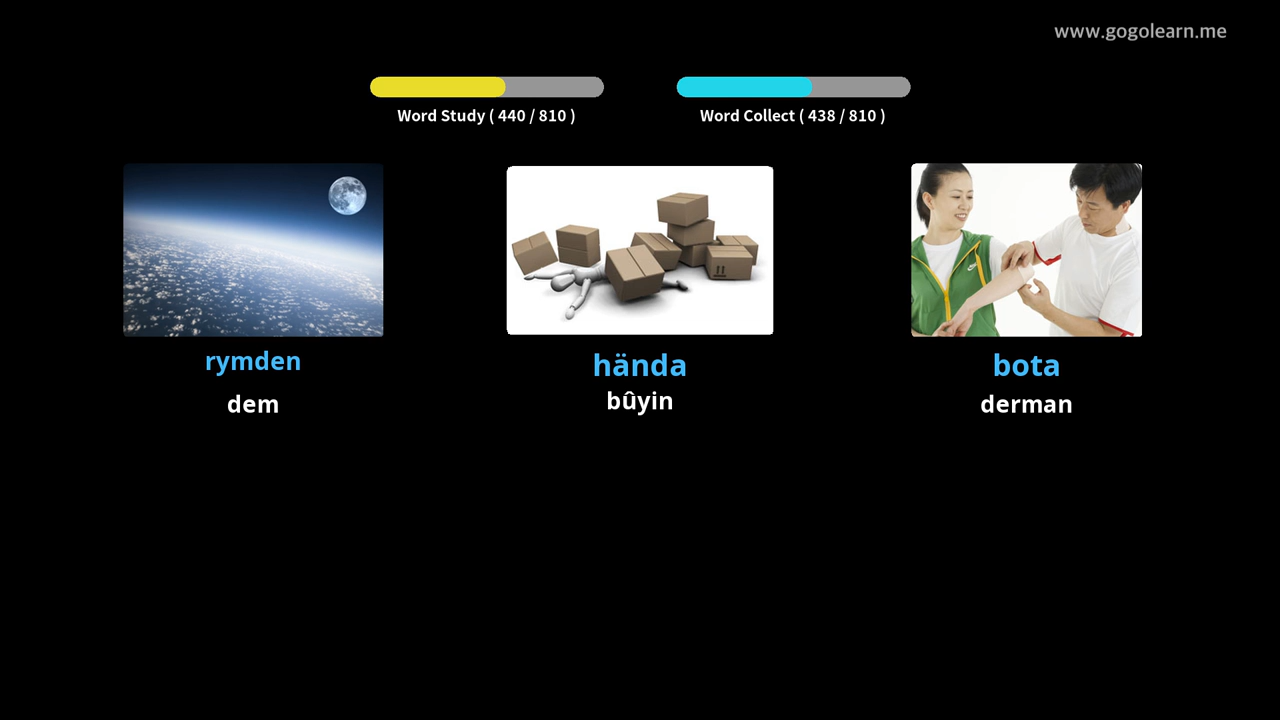 www.gogolearn.me
Word Study ( 440 / 810 )
Word Collect ( 438 / 810 )
rymden
dem
hända
bûyin
bota
derman